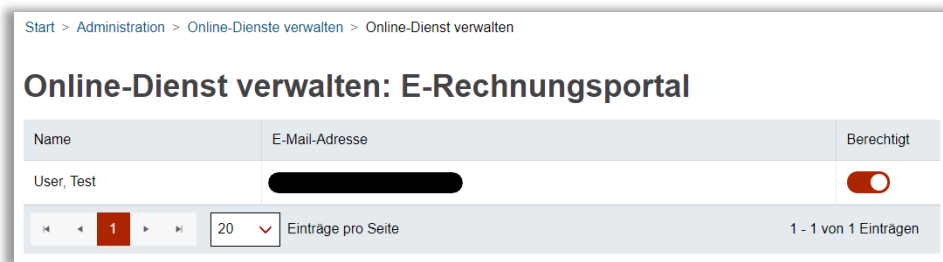 Start > Administration > Online-Dienste verwalten > Online-Dienst verwalten
Online-Dienst verwalten: E-Rechnungsportal
Name E-Mail-Adresse Berechtigt
User, Test
1 20 Einträge pro Seite 1 - 1 von 1 Einträgen